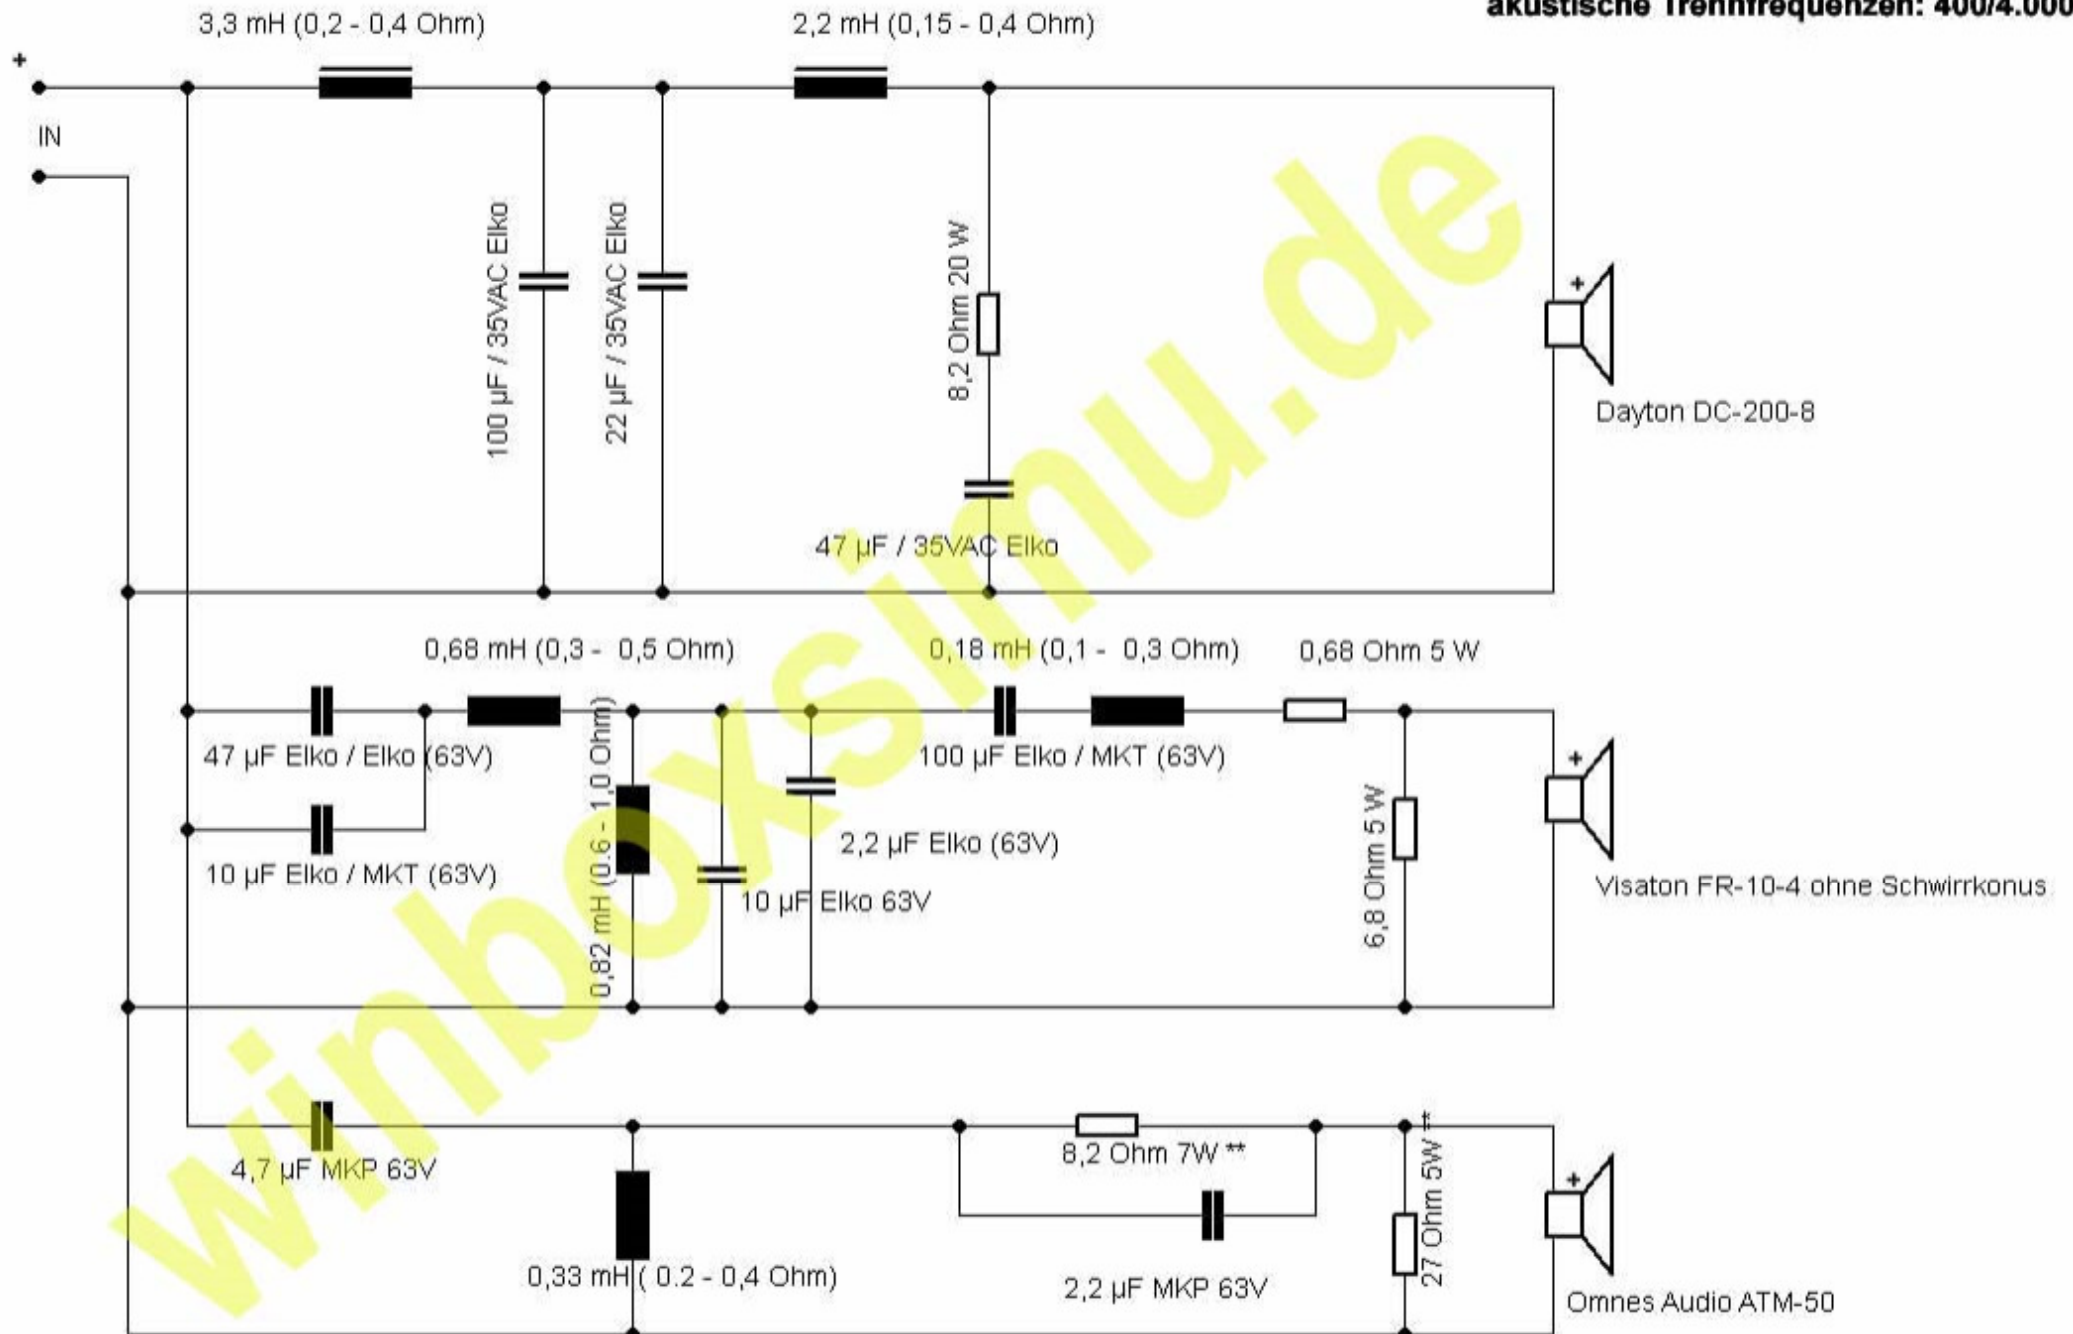 akustische Trennfrequenzen: 400/4.000
3,3 mH (0,2 - 0,4 Ohm)
2,2 mH (0,15 - 0,4 Ohm)
+
IN
100 µF / 35VAC Elko
22 µF / 35VAC Elko
8,2 Ohm 20 W
47 µF / 35VAC Elko
+
Dayton DC-200-8
0,68 mH (0,3 - 0,5 Ohm)
0,18 mH (0,1 - 0,3 Ohm)
0,68 Ohm 5 W
47 µF Elko / Elko (63V)
10 µF Elko / MKT (63V)
0,82 mH (0.6 - 1,0 Ohm)
10 µF Elko 63V
2,2 µF Elko (63V)
100 µF Elko / MKT (63V)
6,8 Ohm 5 W
+
Visaton FR-10-4 ohne Schwirrkonus
4,7 µF MKP 63V
0,33 mH ( 0.2 - 0,4 Ohm)
8,2 Ohm 7W **
2,2 µF MKP 63V
27 Ohm 5W **
+
Omnes Audio ATM-50
winboxsimu.de